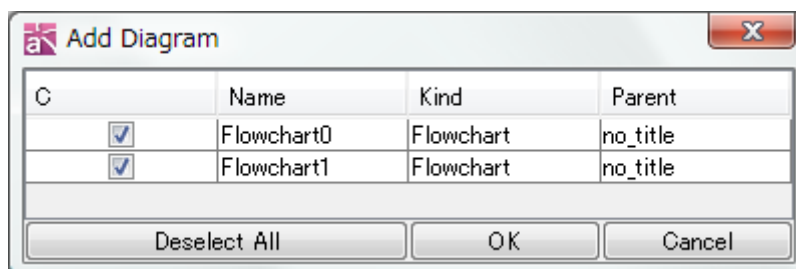 Add Diagram
C Name Kind Parent
Flowchart0 Flowchart no_title
Flowchart1 Flowchart no_title
Deselect All OK Cancel